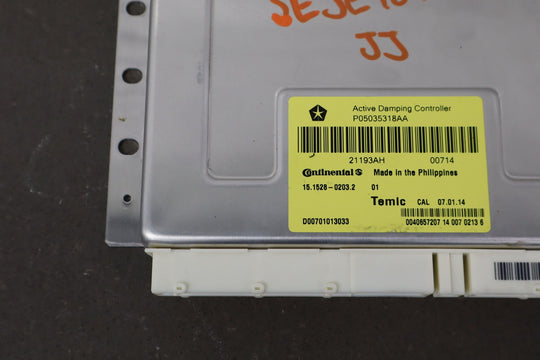 JJ
Active Damping Controller
P05035318AA
21193AH 00714
Continental Made in the Philippines
15.1528-0203.2 01
Temic CAL 07.01.14
D00701013033 0040657207 14 007 0213 6